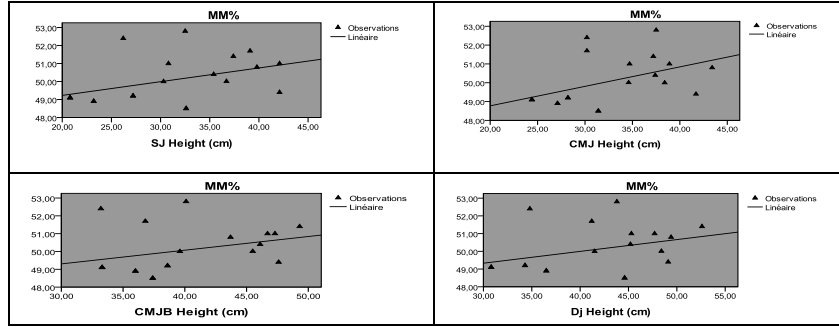 MM%
53,00
52,00
51,00
50,00
49,00
48,00
20,00 25,00 30,00 35,00 40,00 45,00
SJ Height (cm)
Observations
Linéaire
MM%
53,00
52,00
51,00
50,00
49,00
48,00
20,00 25,00 30,00 35,00 40,00 45,00
CMJ Height (cm)
Observations
Linéaire
MM%
53,00
52,00
51,00
50,00
49,00
48,00
30,00 35,00 40,00 45,00 50,00
CMJB Height (cm)
Observations
Linéaire
MM%
53,00
52,00
51,00
50,00
49,00
48,00
30,00 35,00 40,00 45,00 50,00 55,00
Dj Height (cm)
Observations
Linéaire